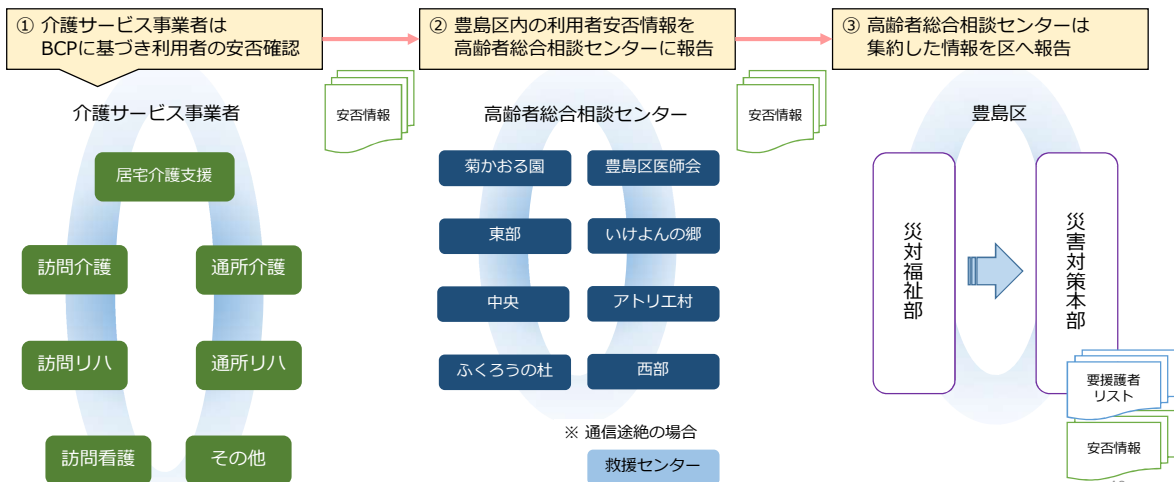 ① 介護サービス事業者は
BCPに基づき利用者の安否確認
② 豊島区内の利用者安否情報を
高齢者総合相談センターに報告
③ 高齢者総合相談センターは
集約した情報を区へ報告
介護サービス事業者
安否情報
高齢者総合相談センター
安否情報
豊島区
居宅介護支援
訪問介護
通所介護
訪問リハ
通所リハ
訪問看護
その他
菊かおる園
豊島区医師会
東部
いけよんの郷
中央
アトリエ村
ふくろうの杜
西部
※ 通信途絶の場合
救援センター
災対福祉部
災害対策本部
要援護者
リスト
安否情報